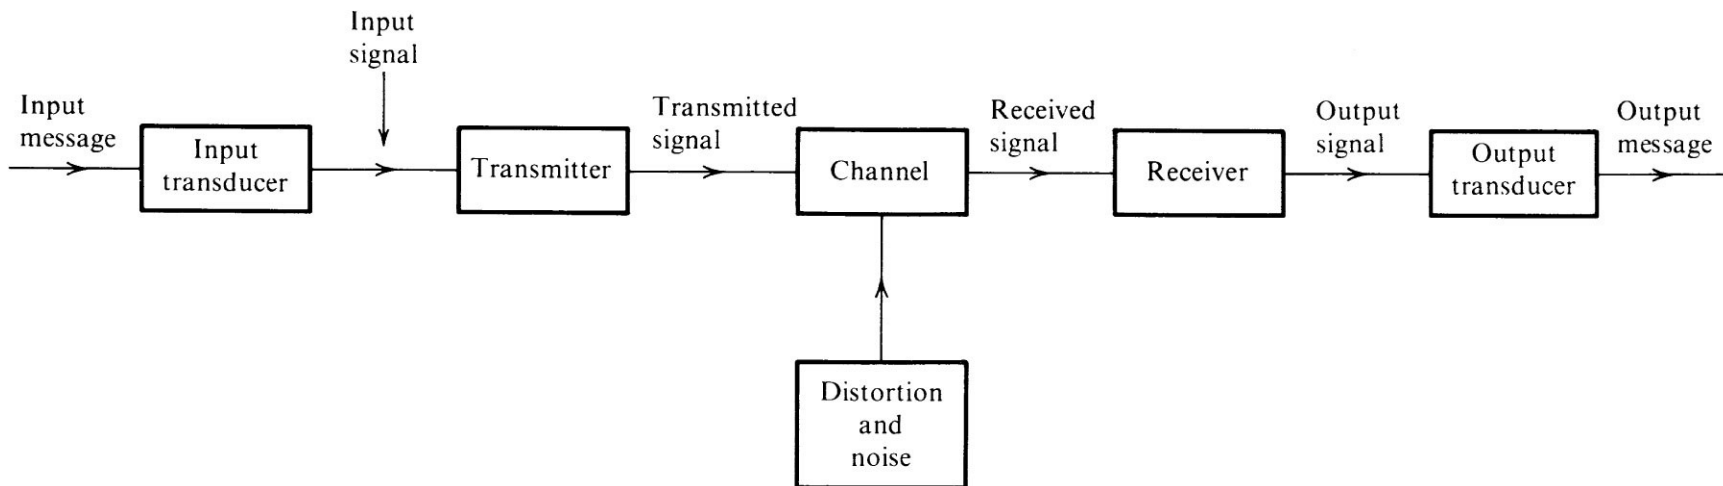 Input
signal
Input
message
Input
transducer
Transmitter
Transmitted
signal
Channel
Received
signal
Receiver
Output
signal
Output
transducer
Output
message
Distortion
and
noise